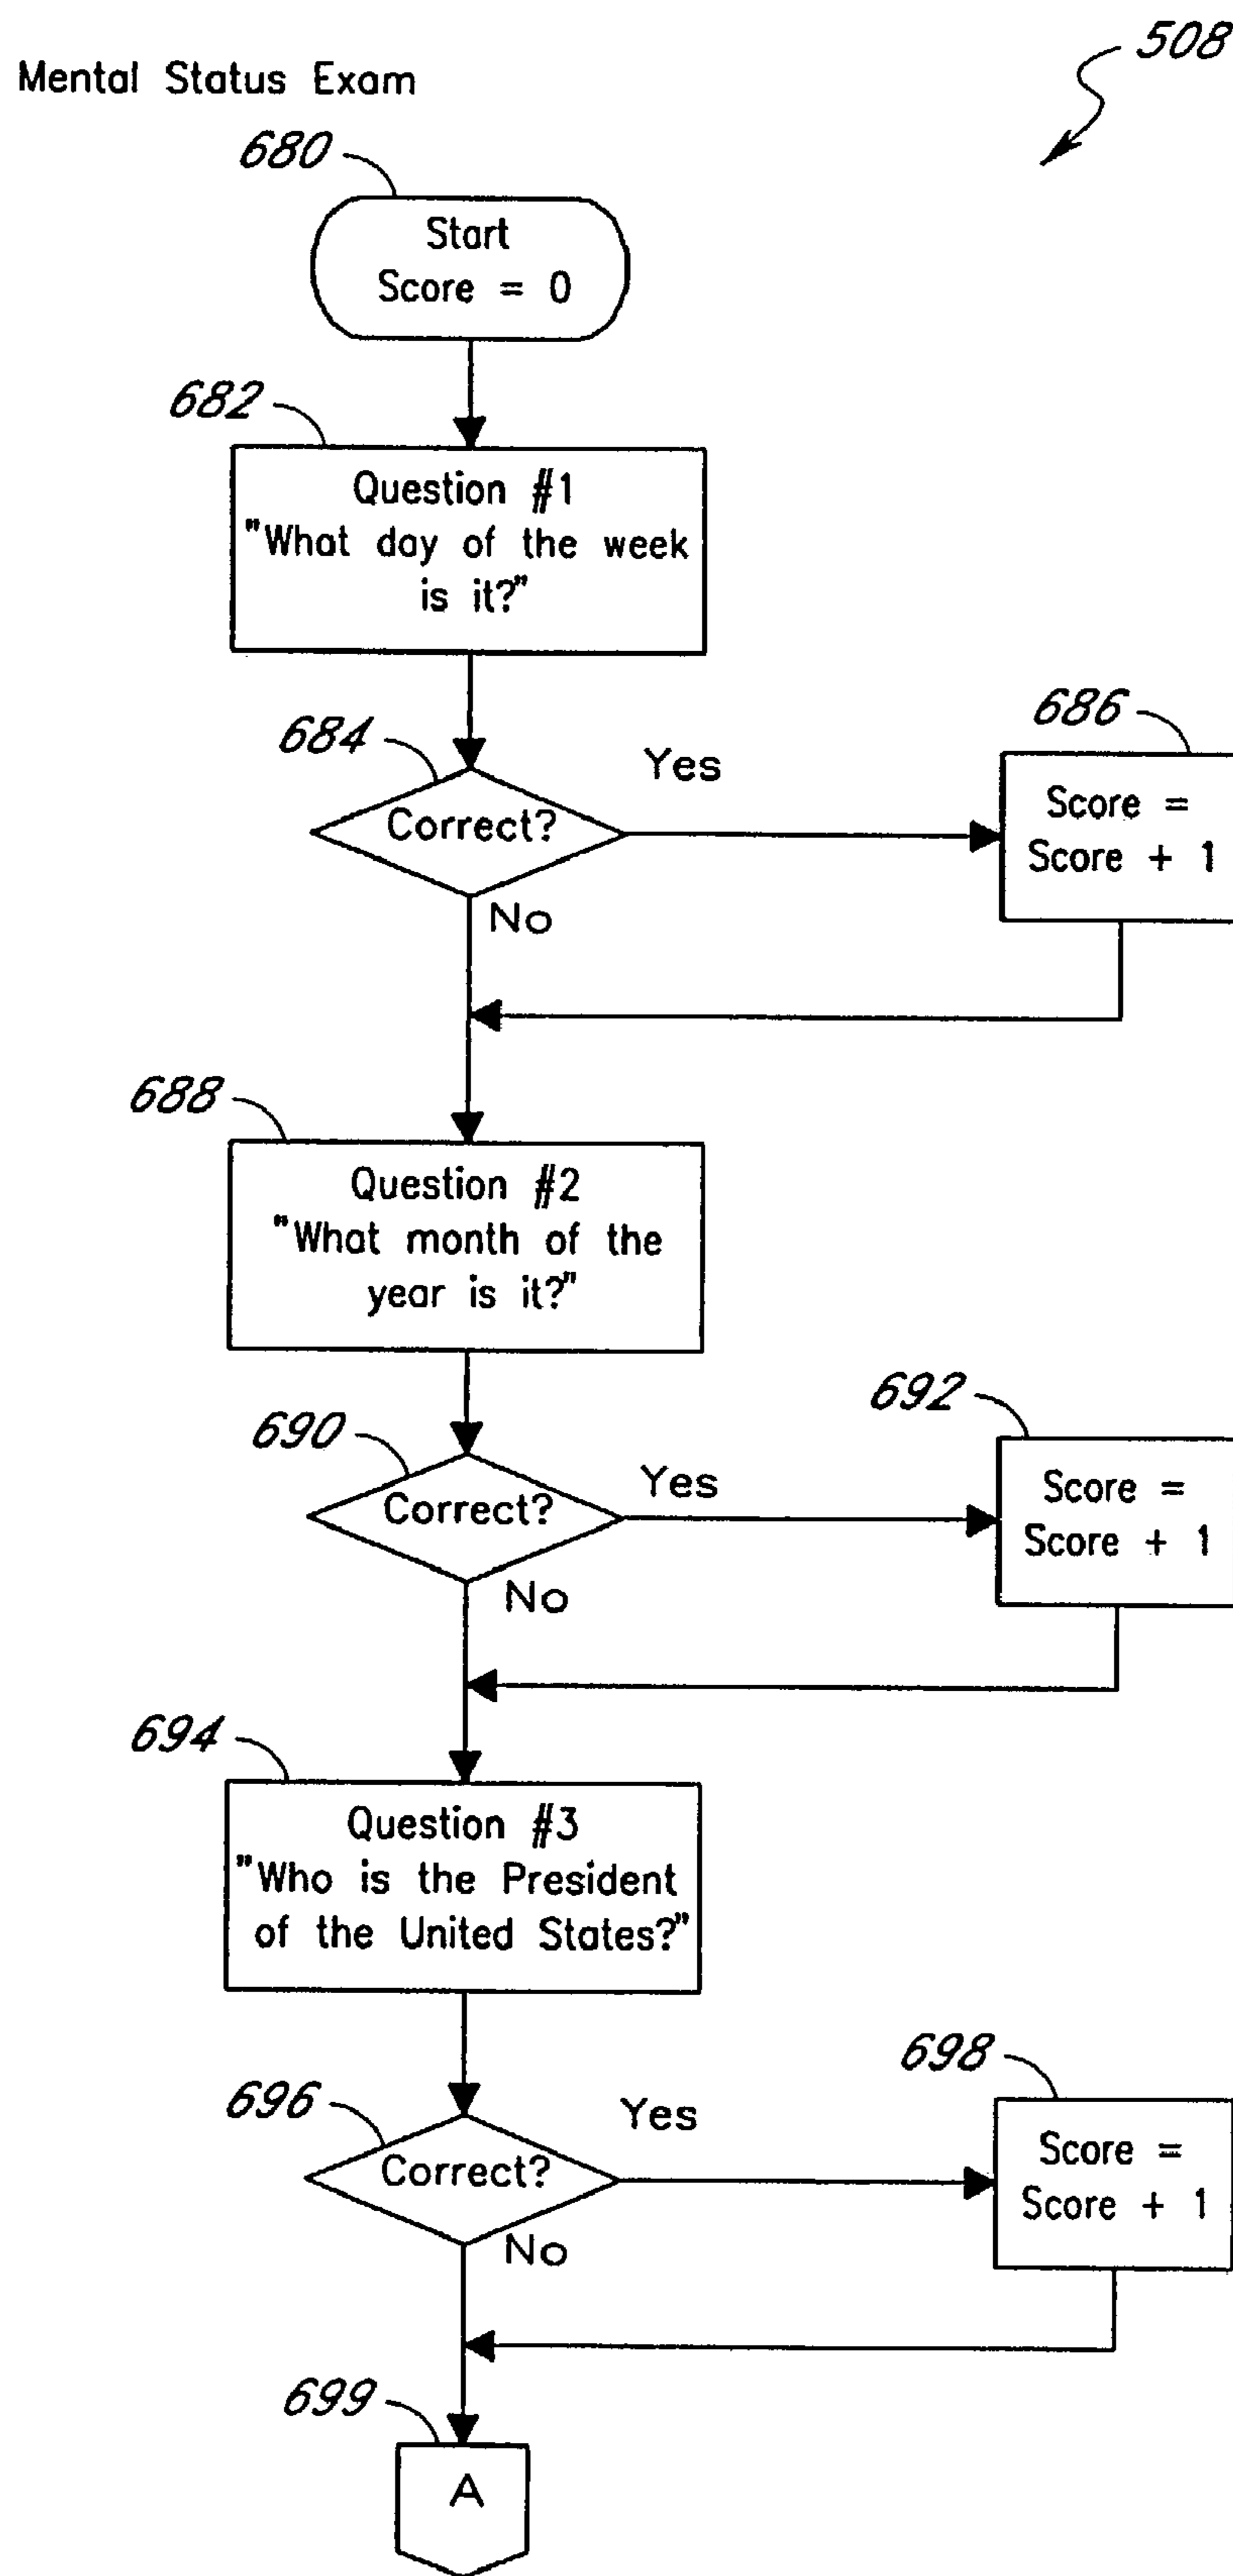 508
Mental Status Exam
680
Start
Score = 0
682
Question #1
"What day of the week
is it?"
684
Correct?
Yes
No
686
Score =
Score + 1
688
Question #2
"What month of the
year is it?"
690
Correct?
Yes
No
692
Score =
Score + 1
694
Question #3
"Who is the President
of the United States?"
696
Correct?
Yes
No
698
Score =
Score + 1
699
A